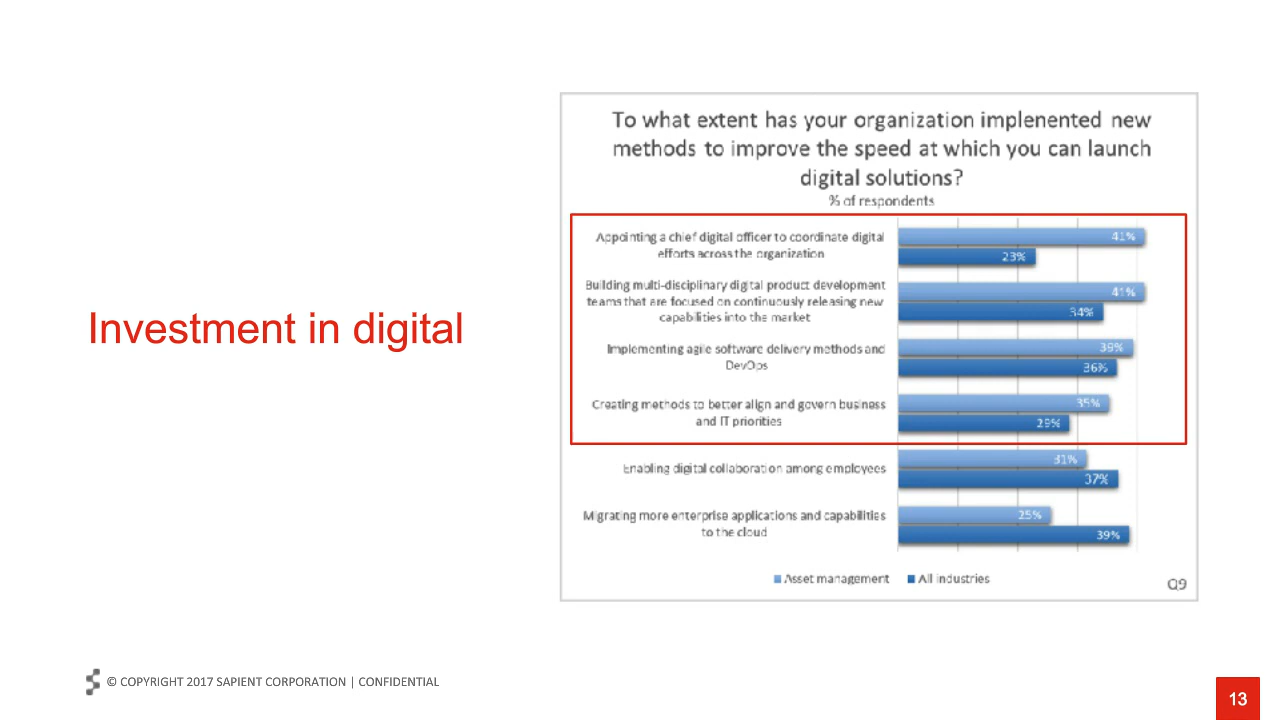 Investment in digital
To what extent has your organization implenented new
methods to improve the speed at which you can launch
digital solutions?
% of respondents
Appointing a chief digital officer to coordinate digital
efforts across the organization
41%
23%
Building multi-disciplinary digital product development
teams that are focused on continuously releasing new
capabilities into the market
41%
34%
Implementing agile software delivery methods and
DevOps
39%
36%
Creating methods to better align and govern business
and IT priorities
35%
29%
Enabling digital collaboration among employees
31%
37%
Migrating more enterprise applications and capabilities
to the cloud
25%
39%
Asset management All industries
Q9
© COPYRIGHT 2017 SAPIENT CORPORATION | CONFIDENTIAL
13